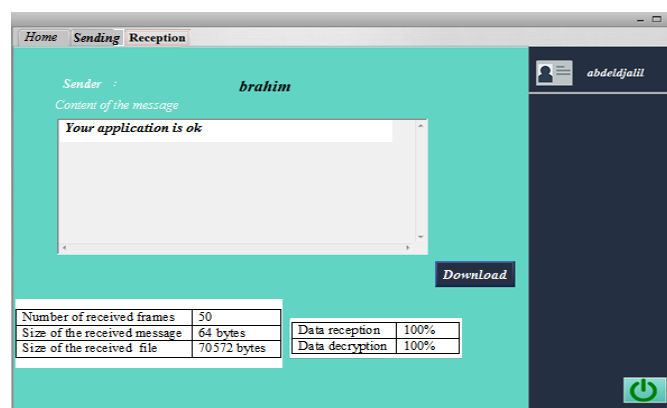 Home Sending Reception
abdeldjalil
Sender : brahim
Content of the message
Your application is ok
Download
Number of received frames 50
Size of the received message 64 bytes
Size of the received file 70572 bytes
Data reception 100%
Data decryption 100%